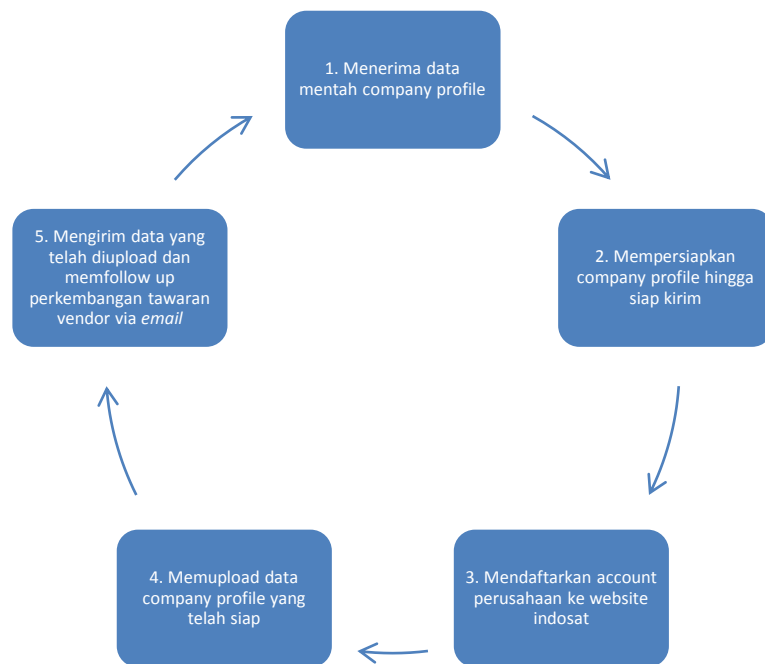 1. Menerima data
mentah company profile
2. Mempersiapkan
company profile hingga
siap kirim
3. Mendaftarkan account
perusahaan ke website
indosat
4. Memupload data
company profile yang
telah siap
5. Mengirim data yang
telah diupload dan
memfollow up
perkembangan tawaran
vendor via email